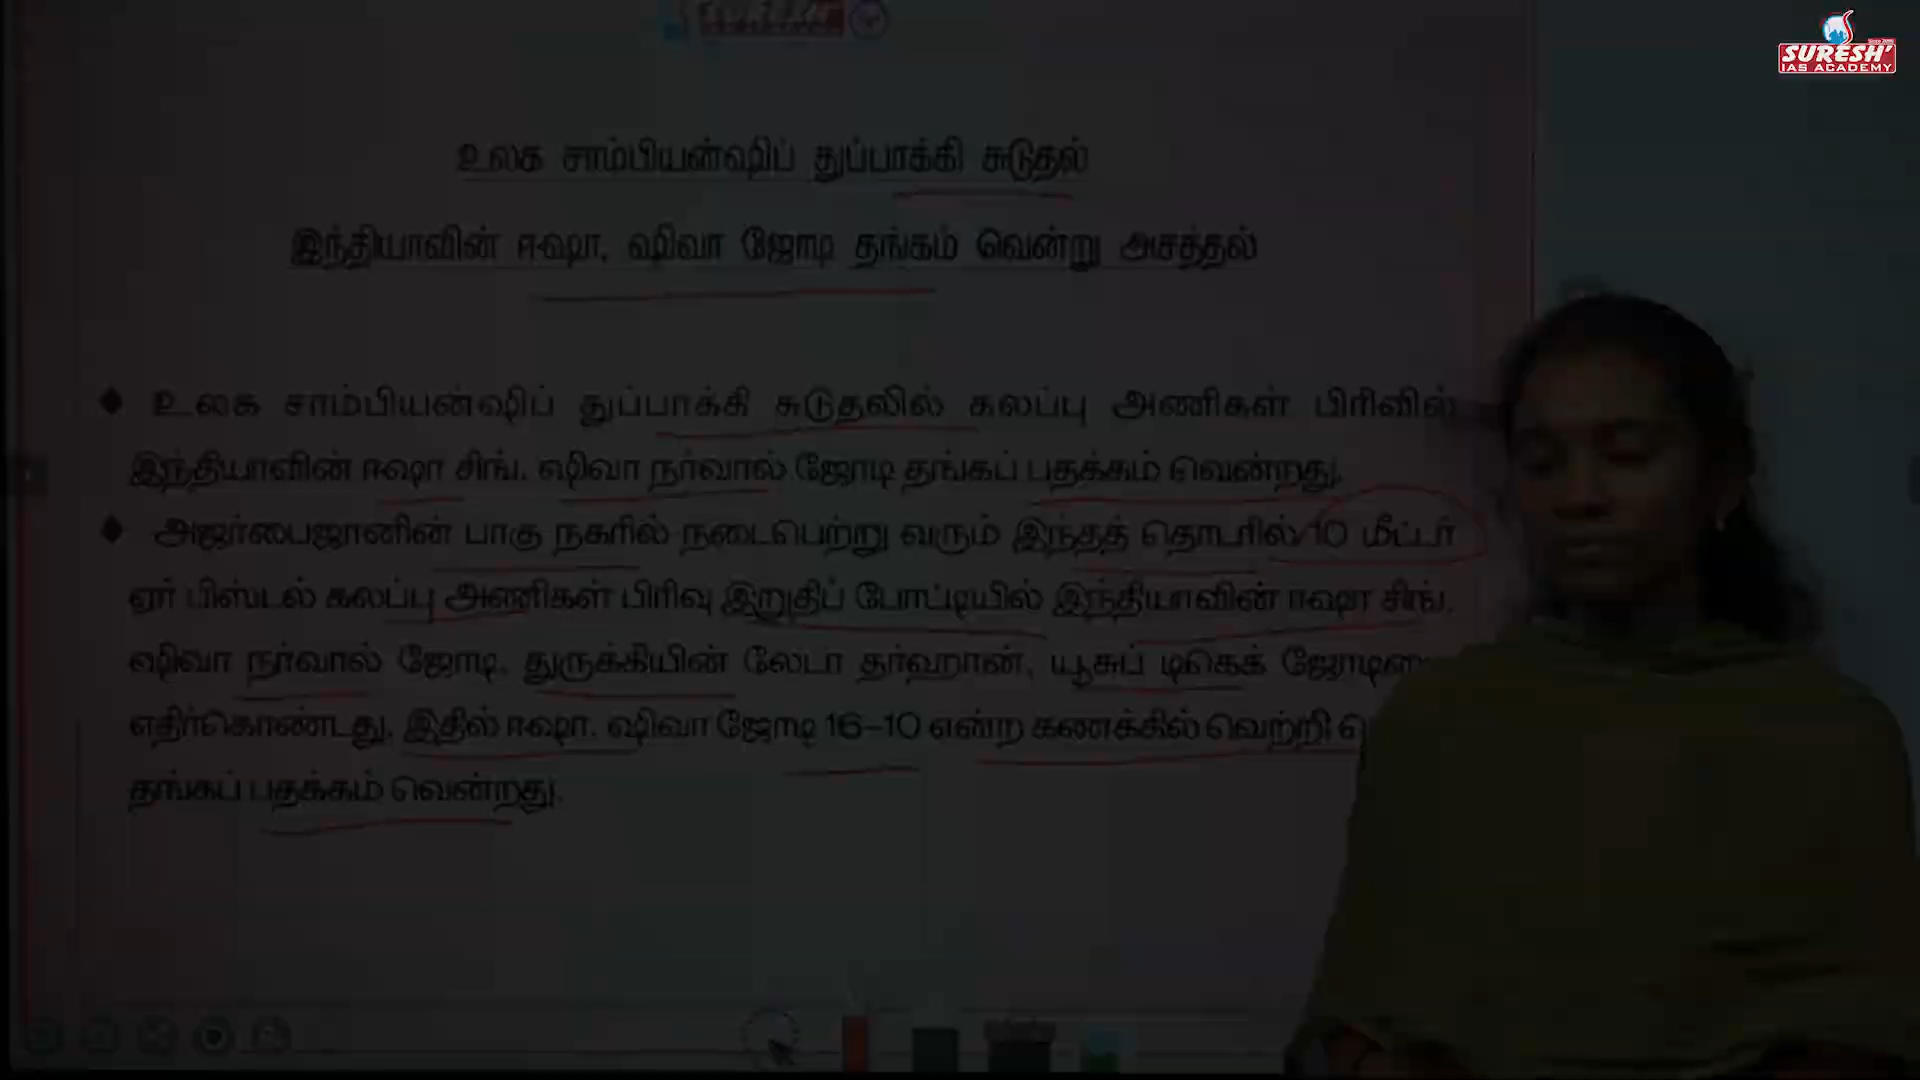 SURESH'
IAS ACADEMY
உலக சாம்பியன்ஷிப் துப்பாக்கி சுடுதல்
இந்தியாவின் ஈஷா, ஷிவா ஜோடி தங்கம் வென்று அசத்தல்
♦ உலக சாம்பியன்ஷிப் துப்பாக்கி சுடுதலில் கலப்பு அணிகள் பிரிவில்
இந்தியாவின் ஈஷா சிங், ஷிவா நர்வால் ஜோடி தங்கப் பதக்கம் வென்றது.
♦ அஜர்பைஜானின் பாகு நகரில் நடைபெற்று வரும் இந்தத் தொடரில் 10 மீட்டர்
ஏர் பிஸ்டல் கலப்பு அணிகள் பிரிவு இறுதிப் போட்டியில் இந்தியாவின் ஈஷா சிங்,
ஷிவா நர்வால் ஜோடி, துருக்கியின் லேடா தர்ஹான், யூசுப் டிகெக்
எதிர்கொண்டது. இதில் ஈஷா, ஷிவா ஜோடி 16-10 என்ற கணக்கில் வெற்றி
தங்கப் பதக்கம் வென்றது.